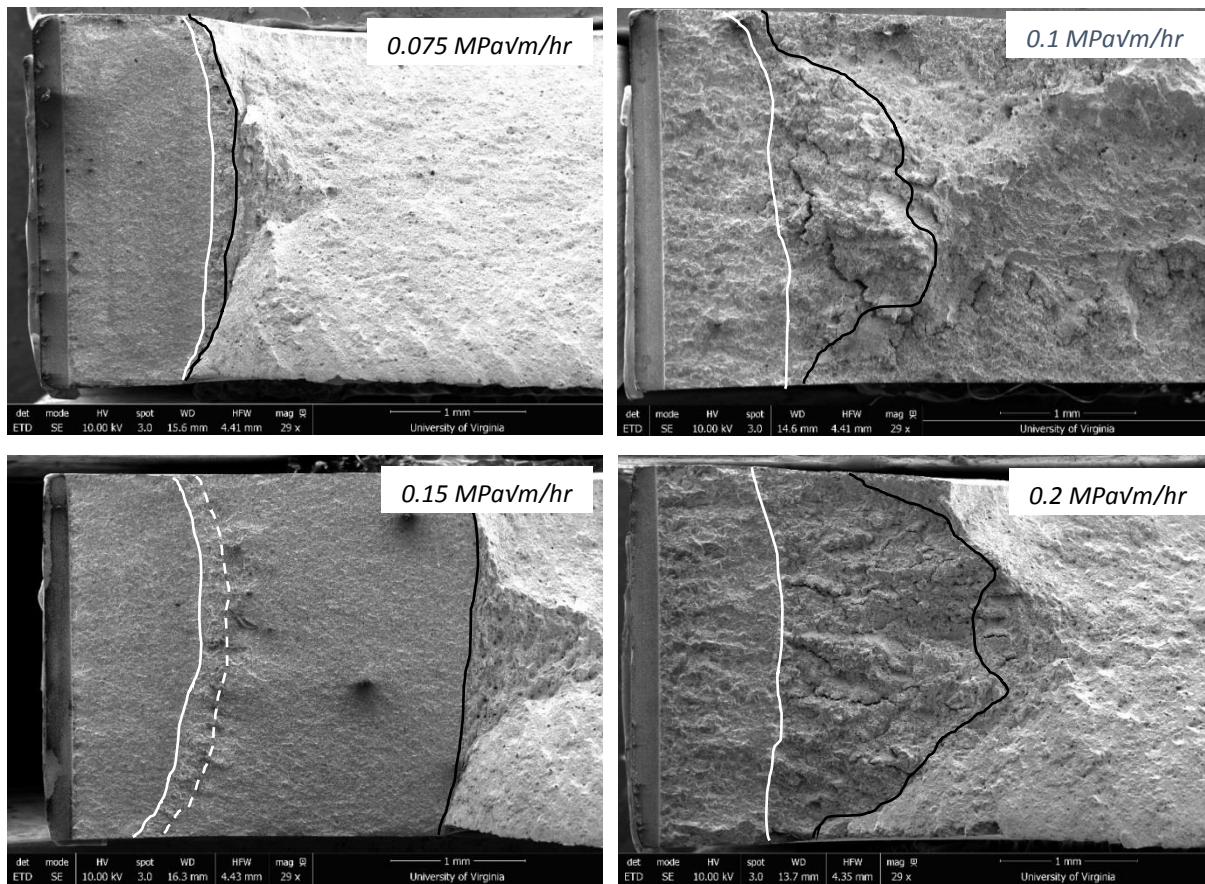 0.075 MPa√m/hr
det mode HV spot WD HFW mag 1 mm
ETD SE 10.00 kV 3.0 15.6 mm 4.41 mm 29 x University of Virginia
0.1 MPa√m/hr
det mode HV spot WD HFW mag 1 mm
ETD SE 10.00 kV 3.0 14.6 mm 4.41 mm 29 x University of Virginia
0.15 MPa√m/hr
det mode HV spot WD HFW mag 1 mm
ETD SE 10.00 kV 3.0 16.3 mm 4.43 mm 29 x University of Virginia
0.2 MPa√m/hr
det mode HV spot WD HFW mag 1 mm
ETD SE 10.00 kV 3.0 13.7 mm 4.35 mm 29 x University of Virginia